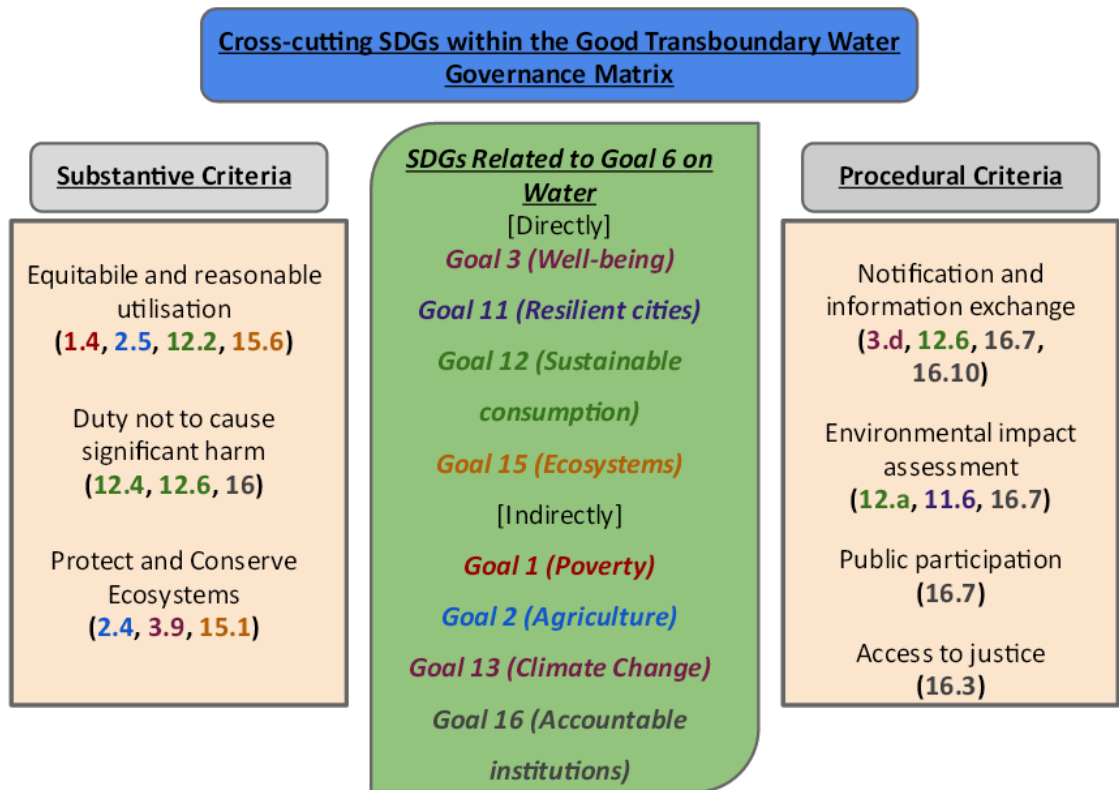 Cross-cutting SDGs within the Good Transboundary Water
Governance Matrix
Substantive Criteria
Equitabile and reasonable
utilisation
(1.4, 2.5, 12.2, 15.6)
Duty not to cause
significant harm
(12.4, 12.6, 16)
Protect and Conserve
Ecosystems
(2.4, 3.9, 15.1)
SDGs Related to Goal 6 on
Water
[Directly]
Goal 3 (Well-being)
Goal 11 (Resilient cities)
Goal 12 (Sustainable
consumption)
Goal 15 (Ecosystems)
[Indirectly]
Goal 1 (Poverty)
Goal 2 (Agriculture)
Goal 13 (Climate Change)
Goal 16 (Accountable
institutions)
Procedural Criteria
Notification and
information exchange
(3.d, 12.6, 16.7,
16.10)
Environmental impact
assessment
(12.a, 11.6, 16.7)
Public participation
(16.7)
Access to justice
(16.3)